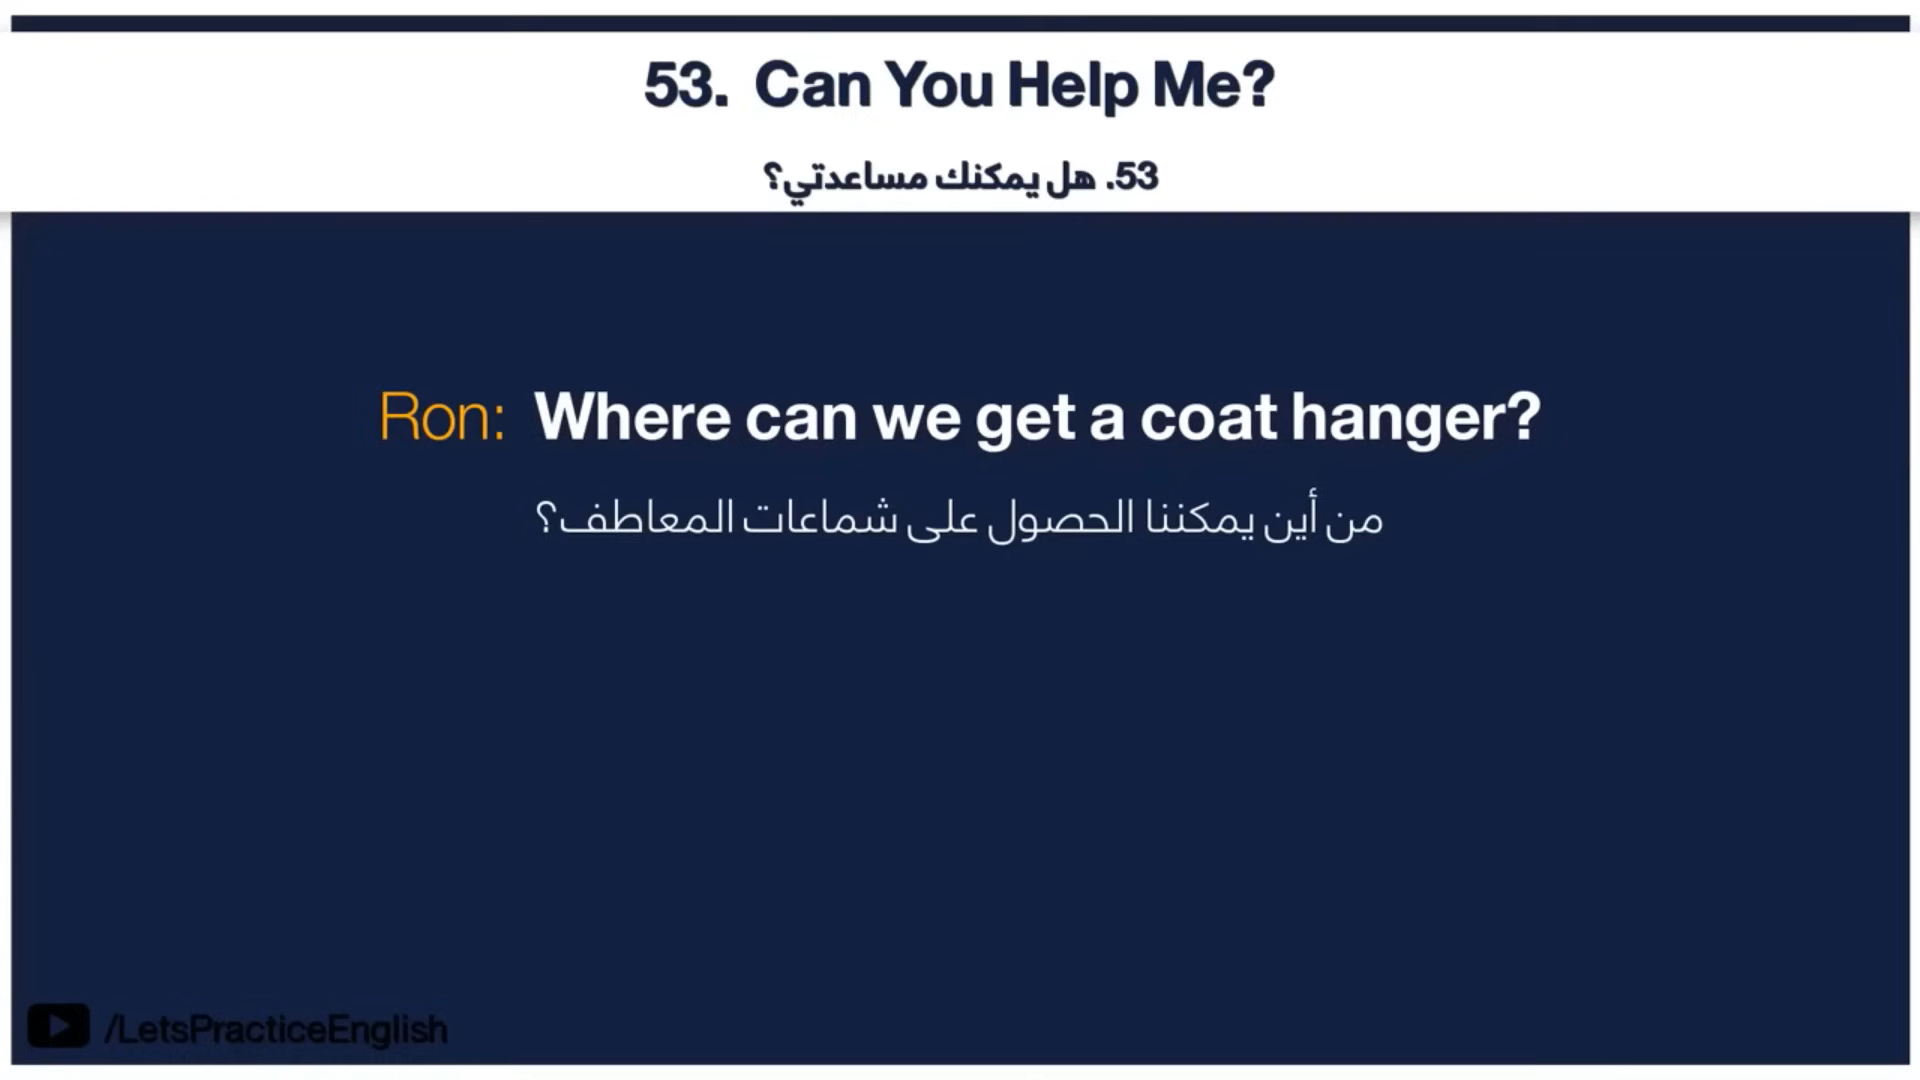 53. Can You Help Me?
53. هل يمكنك مساعدتي؟
Ron: Where can we get a coat hanger?
من أين يمكننا الحصول على شماعات المعاطف؟
/LetsPracticeEnglish